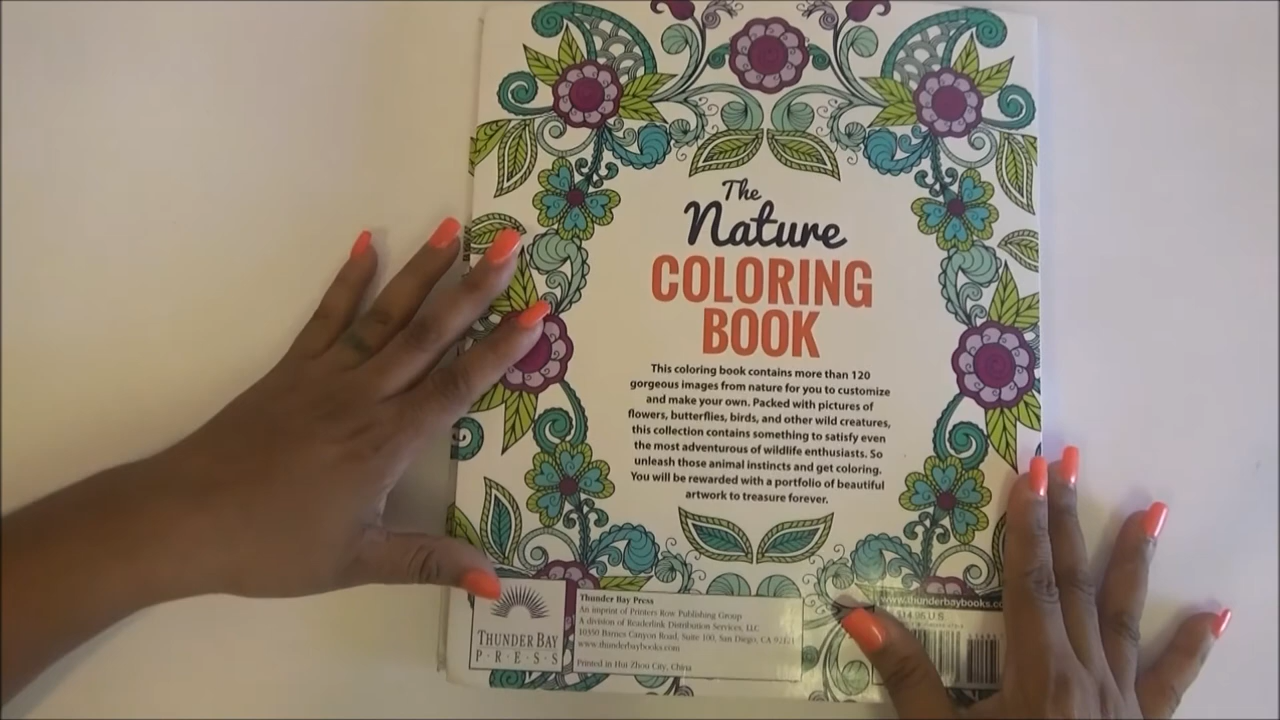 The
Nature
COLORING
BOOK
This coloring book contains more than 120
gorgeous images from nature for you to customize
and make your own. Packed with pictures of
flowers, butterflies, birds, and other wild creatures,
this collection contains something to satisfy even
the most adventurous of wildlife enthusiasts. So
unleash those animal instincts and get coloring.
You will be rewarded with a portfolio of beautiful
artwork to treasure forever.
THUNDER BAY
P·R·E·S·S
Thunder Bay Press
An imprint of Printers Row Publishing Group
A division of Readerlink Distribution Services, LLC
10350 Barnes Canyon Road, Suite 100, San Diego, CA 92121
www.thunderbaybooks.com
Printed in Hui Zhou City, China
www.thunderbaybooks.co
$14.95 U.S.